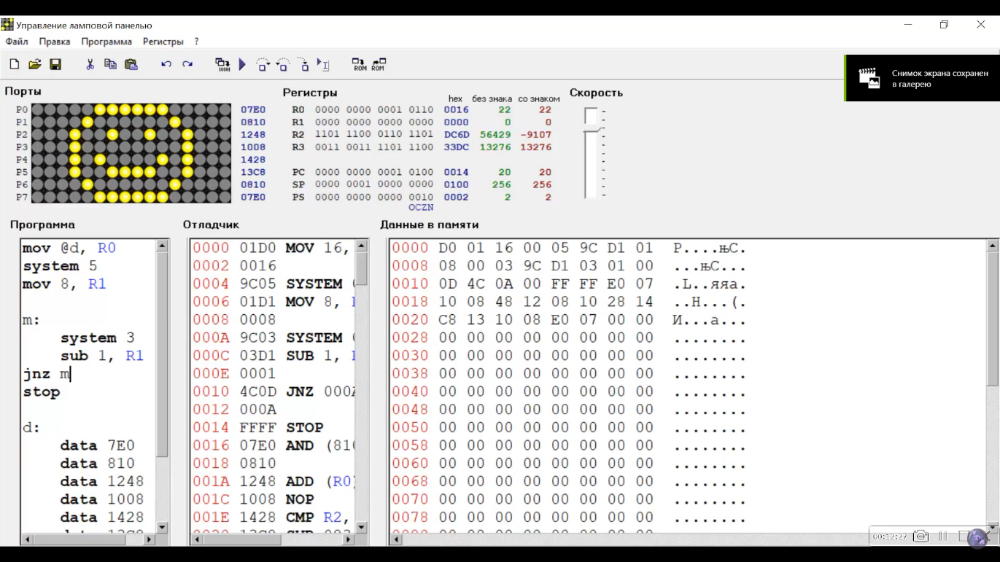 Управление ламповой панелью
Файл Правка Программа Регистры ?
ROM ROM
Снимок экрана сохранен
в галерею
Порты
P0 07E0
P1 0810
P2 1248
P3 1008
P4 1428
P5 13C8
P6 0810
P7 07E0
Регистры
hex без знака со знаком
R0 0000 0000 0001 0110 0016 22 22
R1 0000 0000 0000 0000 0000 0 0
R2 1101 1100 0110 1101 DC6D 56429 -9107
R3 0011 0011 1101 1100 33DC 13276 13276
PC 0000 0000 0001 0100 0014 20 20
SP 0000 0001 0000 0000 0100 256 256
PS 0000 0000 0000 0010 0002 2 2
OCZN
Скорость
Программа
mov @d, R0
system 5
mov 8, R1
m:
system 3
sub 1, R1
jnz m
stop
d:
data 7E0
data 810
data 1248
data 1008
data 1428
Отладчик
0000 01D0 MOV 16,
0002 0016
0004 9C05 SYSTEM
0006 01D1 MOV 8,
0008 0008
000A 9C03 SYSTEM
000C 03D1 SUB 1,
000E 0001
0010 4C0D JNZ 000A
0012 000A
0014 FFFF STOP
0016 07E0 AND (810
0018 0810
001A 1248 ADD (R0)
001C 1008 NOP
001E 1428 CMP R2,
Данные в памяти
0000 D0 01 16 00 05 9C D1 01 Р....њС.
0008 08 00 03 9C D1 03 01 00 ...њС...
0010 0D 4C 0A 00 FF FF E0 07 .L..яяа.
0018 10 08 48 12 08 10 28 14 ..H...(.
0020 C8 13 10 08 E0 07 00 00 И...а...
0028 00 00 00 00 00 00 00 00 ........
0030 00 00 00 00 00 00 00 00 ........
0038 00 00 00 00 00 00 00 00 ........
0040 00 00 00 00 00 00 00 00 ........
0048 00 00 00 00 00 00 00 00 ........
0050 00 00 00 00 00 00 00 00 ........
0058 00 00 00 00 00 00 00 00 ........
0060 00 00 00 00 00 00 00 00 ........
0068 00 00 00 00 00 00 00 00 ........
0070 00 00 00 00 00 00 00 00 ........
0078 00 00 00 00 00 00 00 00 ........
00:12:27